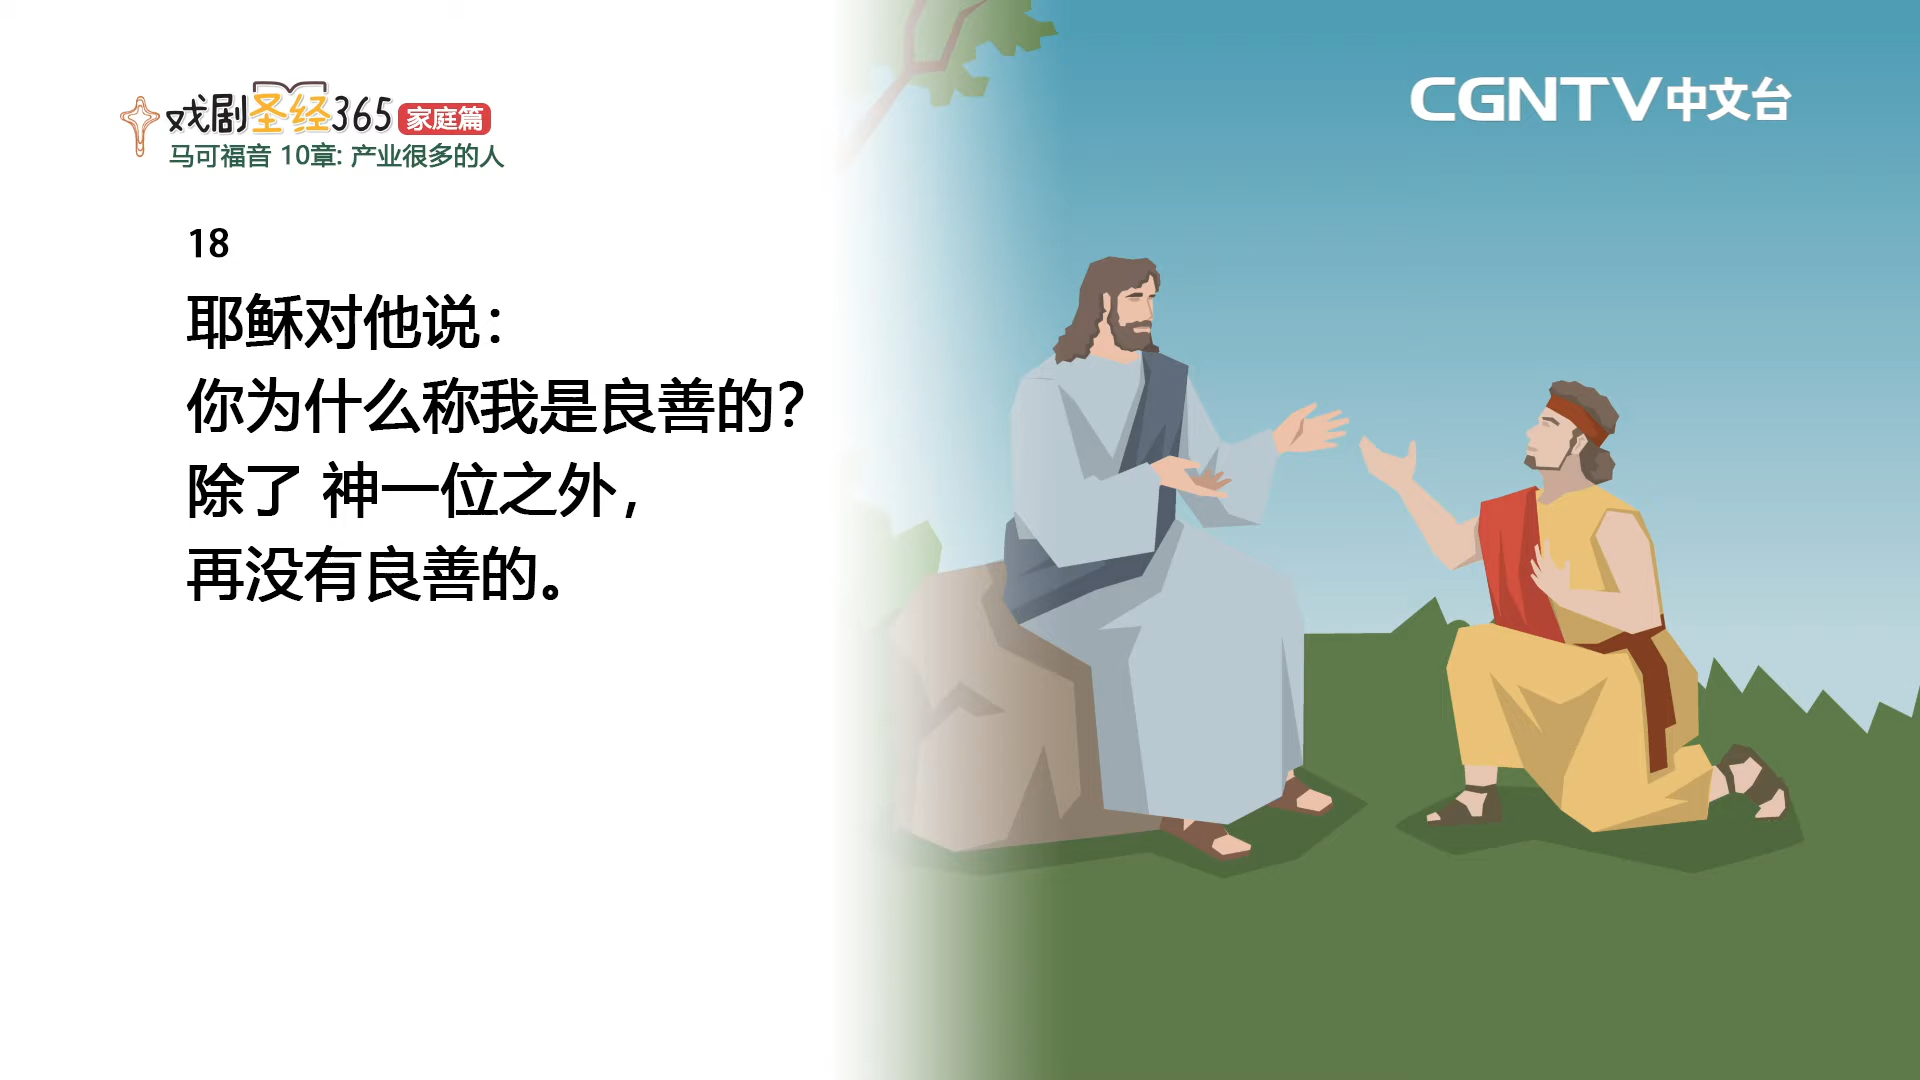 戏剧圣经365 家庭篇
马可福音 10章: 产业很多的人
CGNTV中文台
18
耶稣对他说：
你为什么称我是良善的？
除了 神一位之外，
再没有良善的。